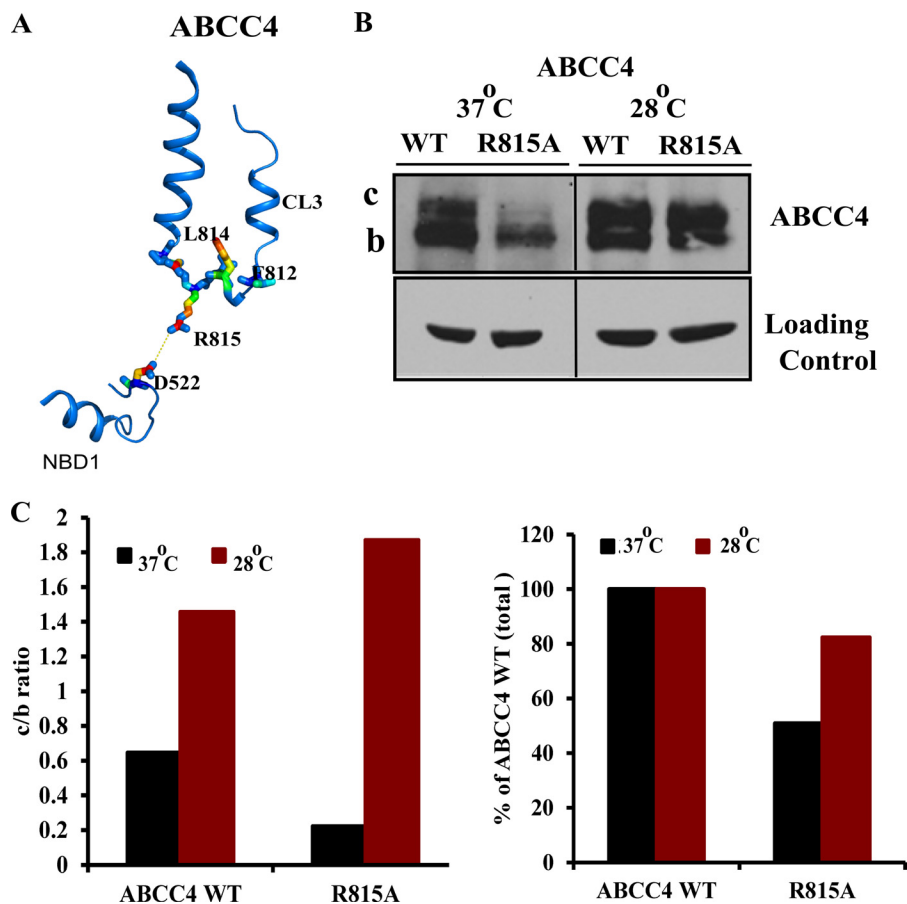 A
ABCC4
L814
CL3
F812
R815
D522
NBD1
B
ABCC4
37°C 28°C
WT R815A WT R815A
c
b
ABCC4
Loading
Control
C
2
1.8
1.6
1.4
1.2
1
0.8
0.6
0.4
0.2
0
c/b ratio
37°C 28°C
ABCC4 WT R815A
120
100
80
60
40
20
0
% of ABCC4 WT (total )
37°C 28°C
ABCC4 WT R815A